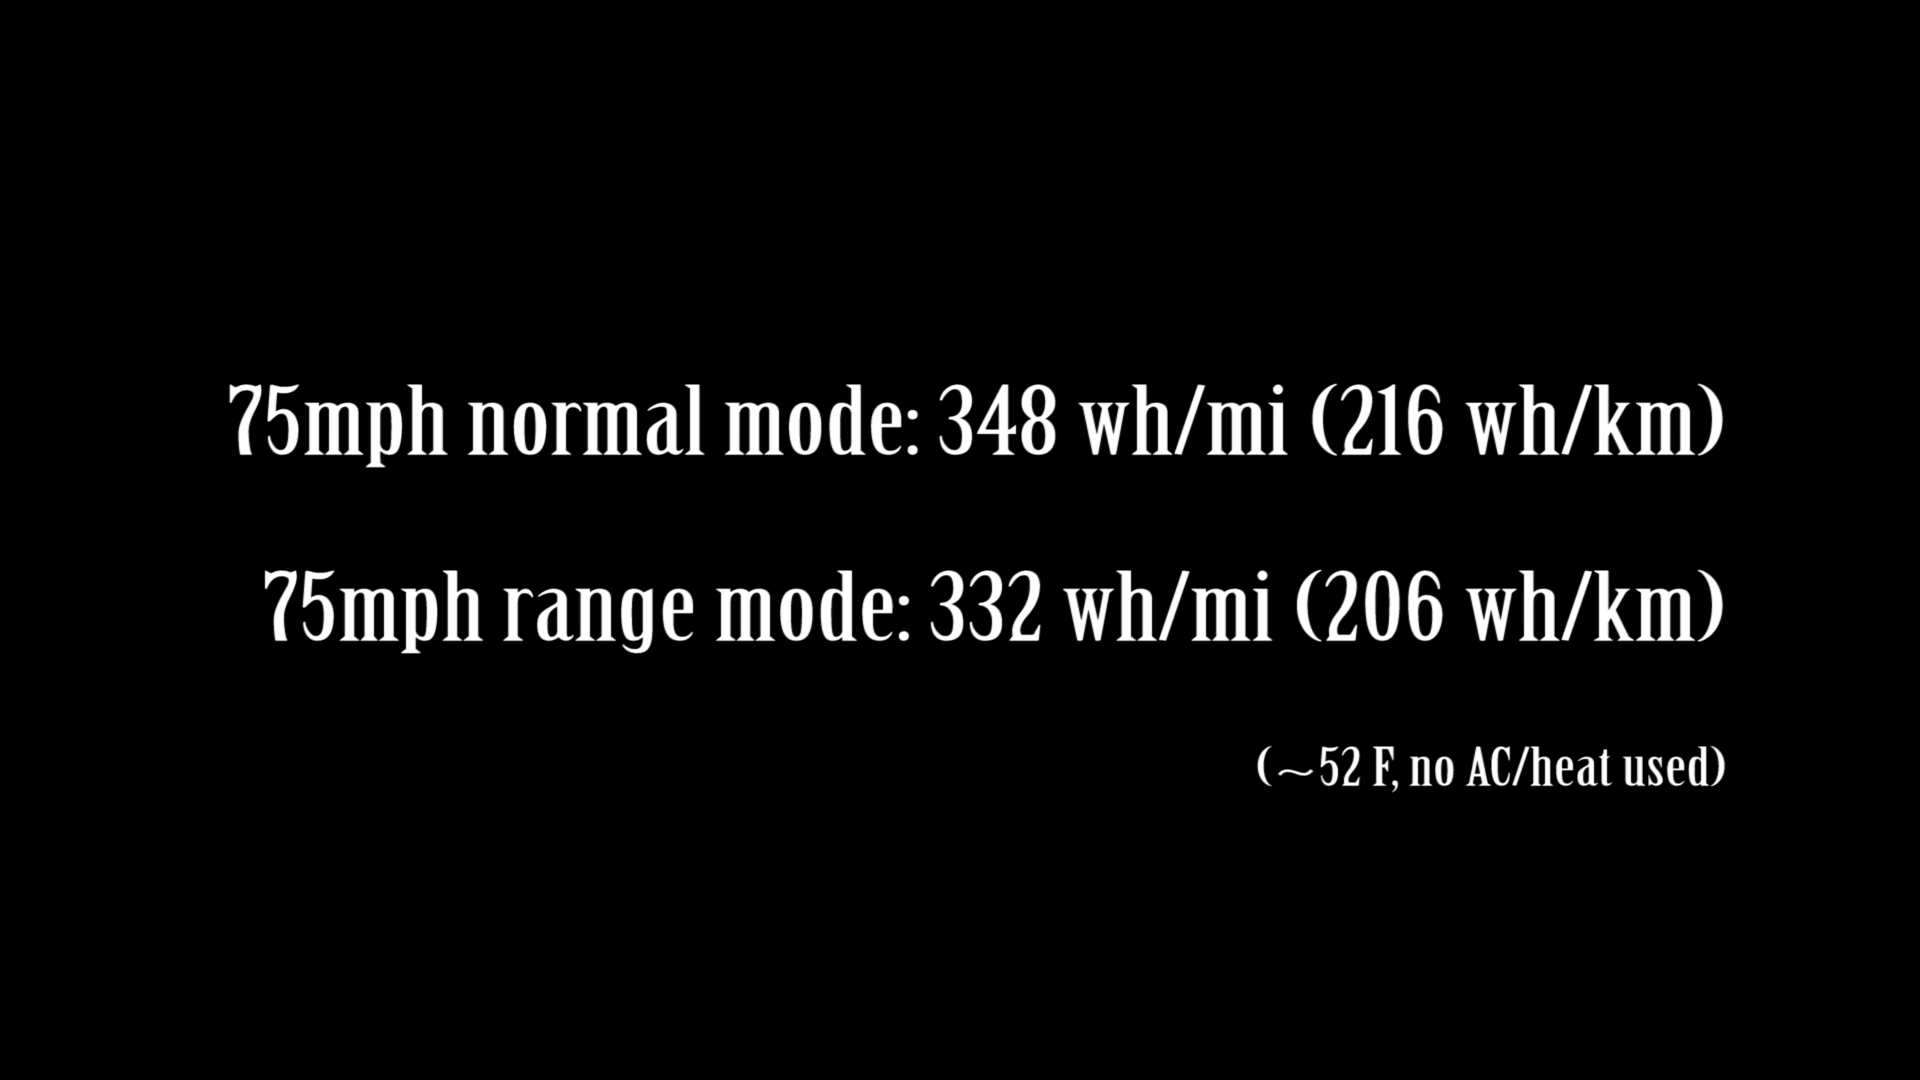 75mph normal mode: 348 wh/mi (216 wh/km)
75mph range mode: 332 wh/mi (206 wh/km)
(~52 F, no AC/heat used)